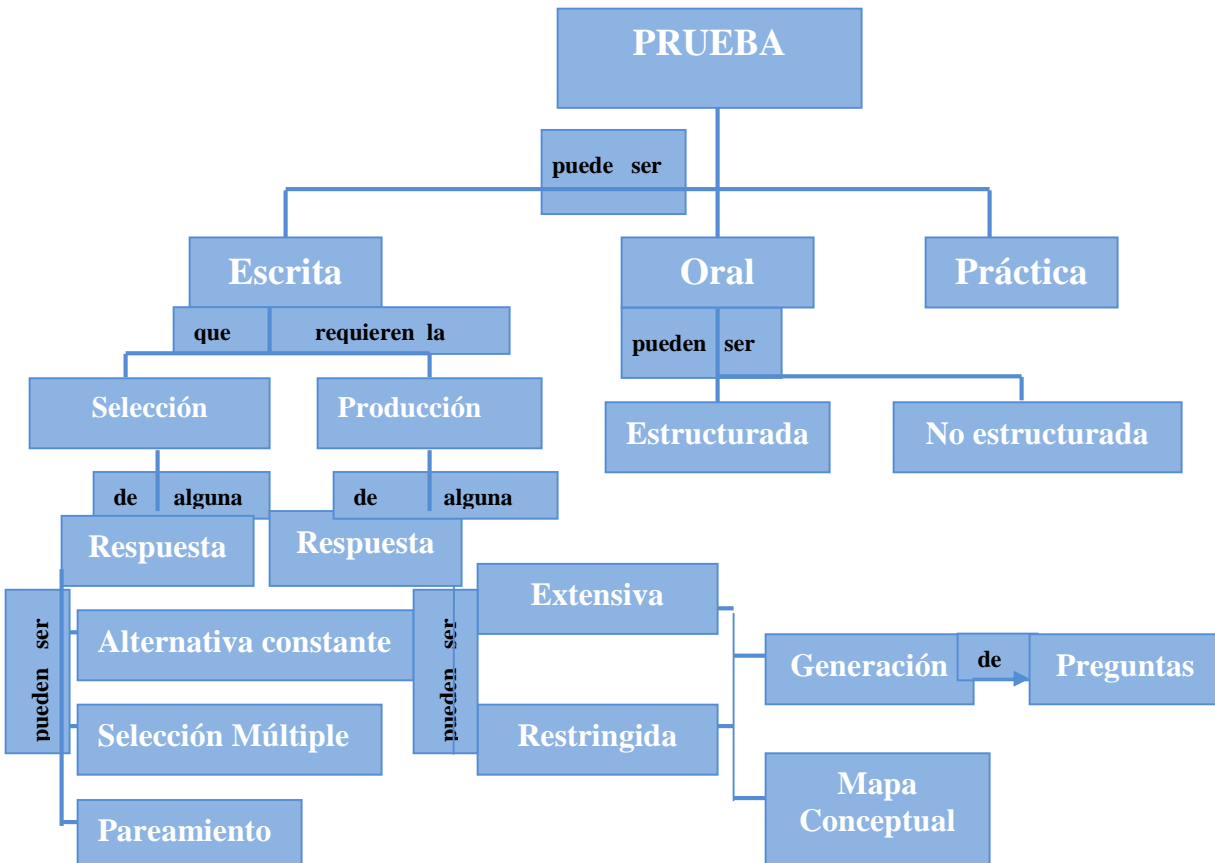 PRUEBA
puede ser
Escrita
Oral
Práctica
que requieren la
pueden ser
Selección
Producción
Estructurada
No estructurada
de alguna
de alguna
Respuesta
Respuesta
pueden ser
pueden ser
Alternativa constante
Selección Múltiple
Pareamiento
Extensiva
Restringida
Generación
de
Preguntas
Mapa
Conceptual